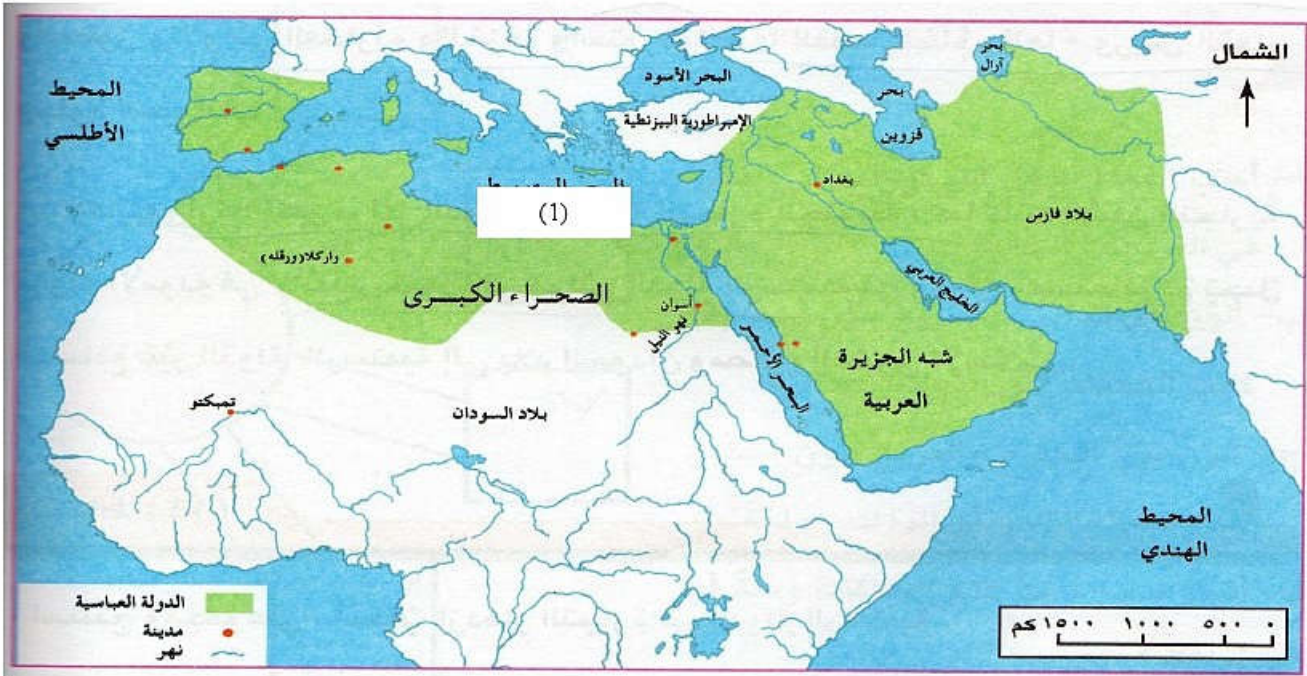 الشمال
المحيط
الأطلسي
البحر الأسود
بحر
آرال
بحر
قزوين
الإمبراطورية البيزنطية
بغداد
بلاد فارس
(1)
واركلا (ورقله)
الصحراء الكبرى
أسوان
نهر النيل
الخليج العربي
البحر الأحمر
شبه الجزيرة
العربية
تمبكتو
بلاد السودان
المحيط
الهندي
الدولة العباسية
مدينة
نهر
٠ ٥٠٠ ١٠٠٠ ١٥٠٠ كم